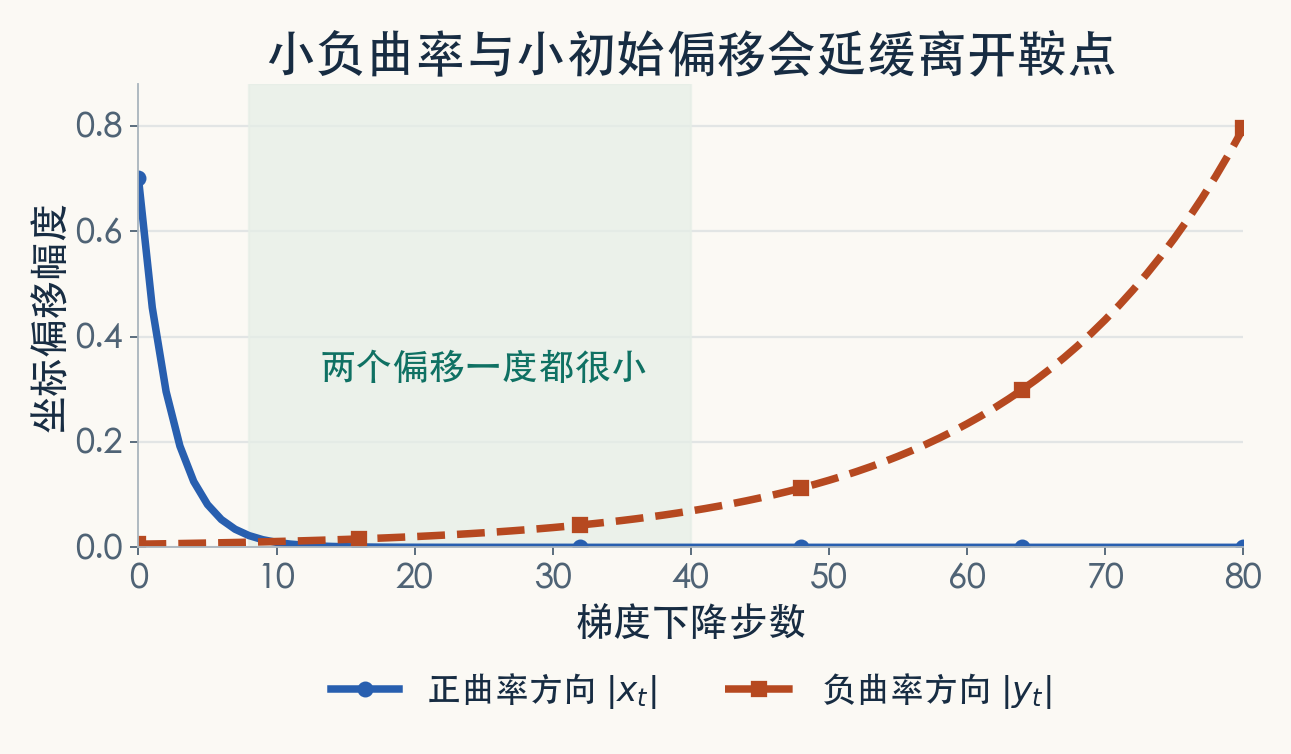 小负曲率与小初始偏移会延缓离开鞍点
坐标偏移幅度
0.8
0.6
0.4
0.2
0.0
两个偏移一度都很小
0 10 20 30 40 50 60 70 80
梯度下降步数
正曲率方向 |x_t| 负曲率方向 |y_t|